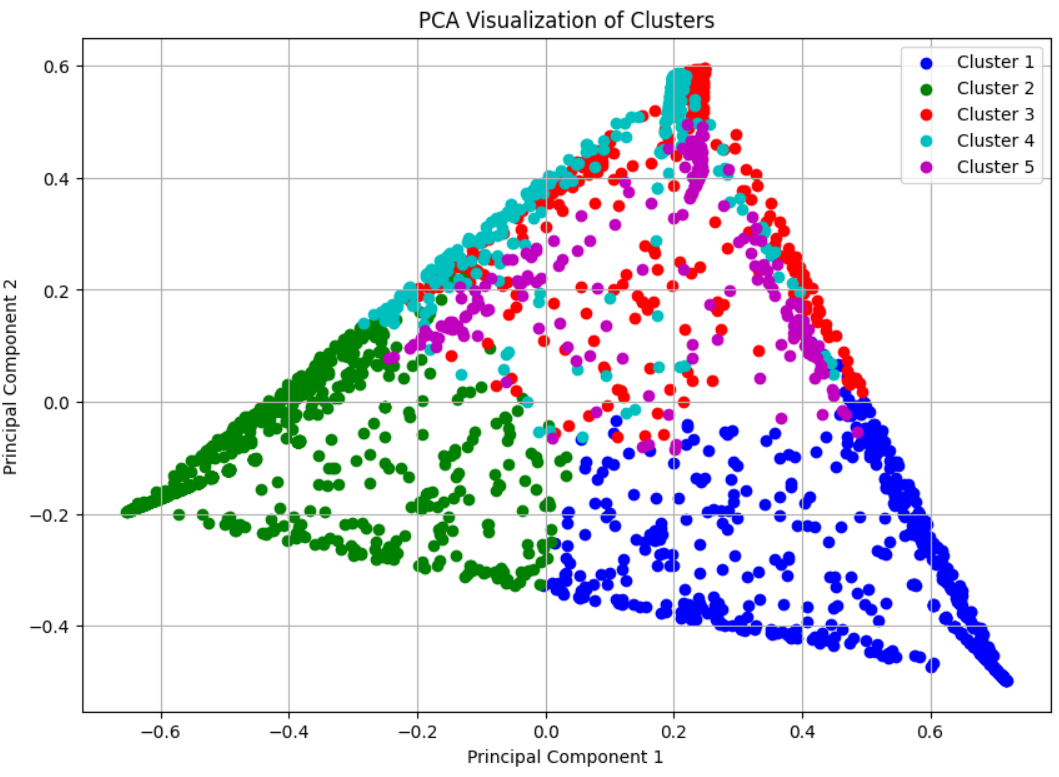 PCA Visualization of Clusters
Cluster 1
Cluster 2
Cluster 3
Cluster 4
Cluster 5
Principal Component 2
0.6
0.4
0.2
0.0
−0.2
−0.4
−0.6
−0.4
−0.2
0.0
0.2
0.4
0.6
Principal Component 1